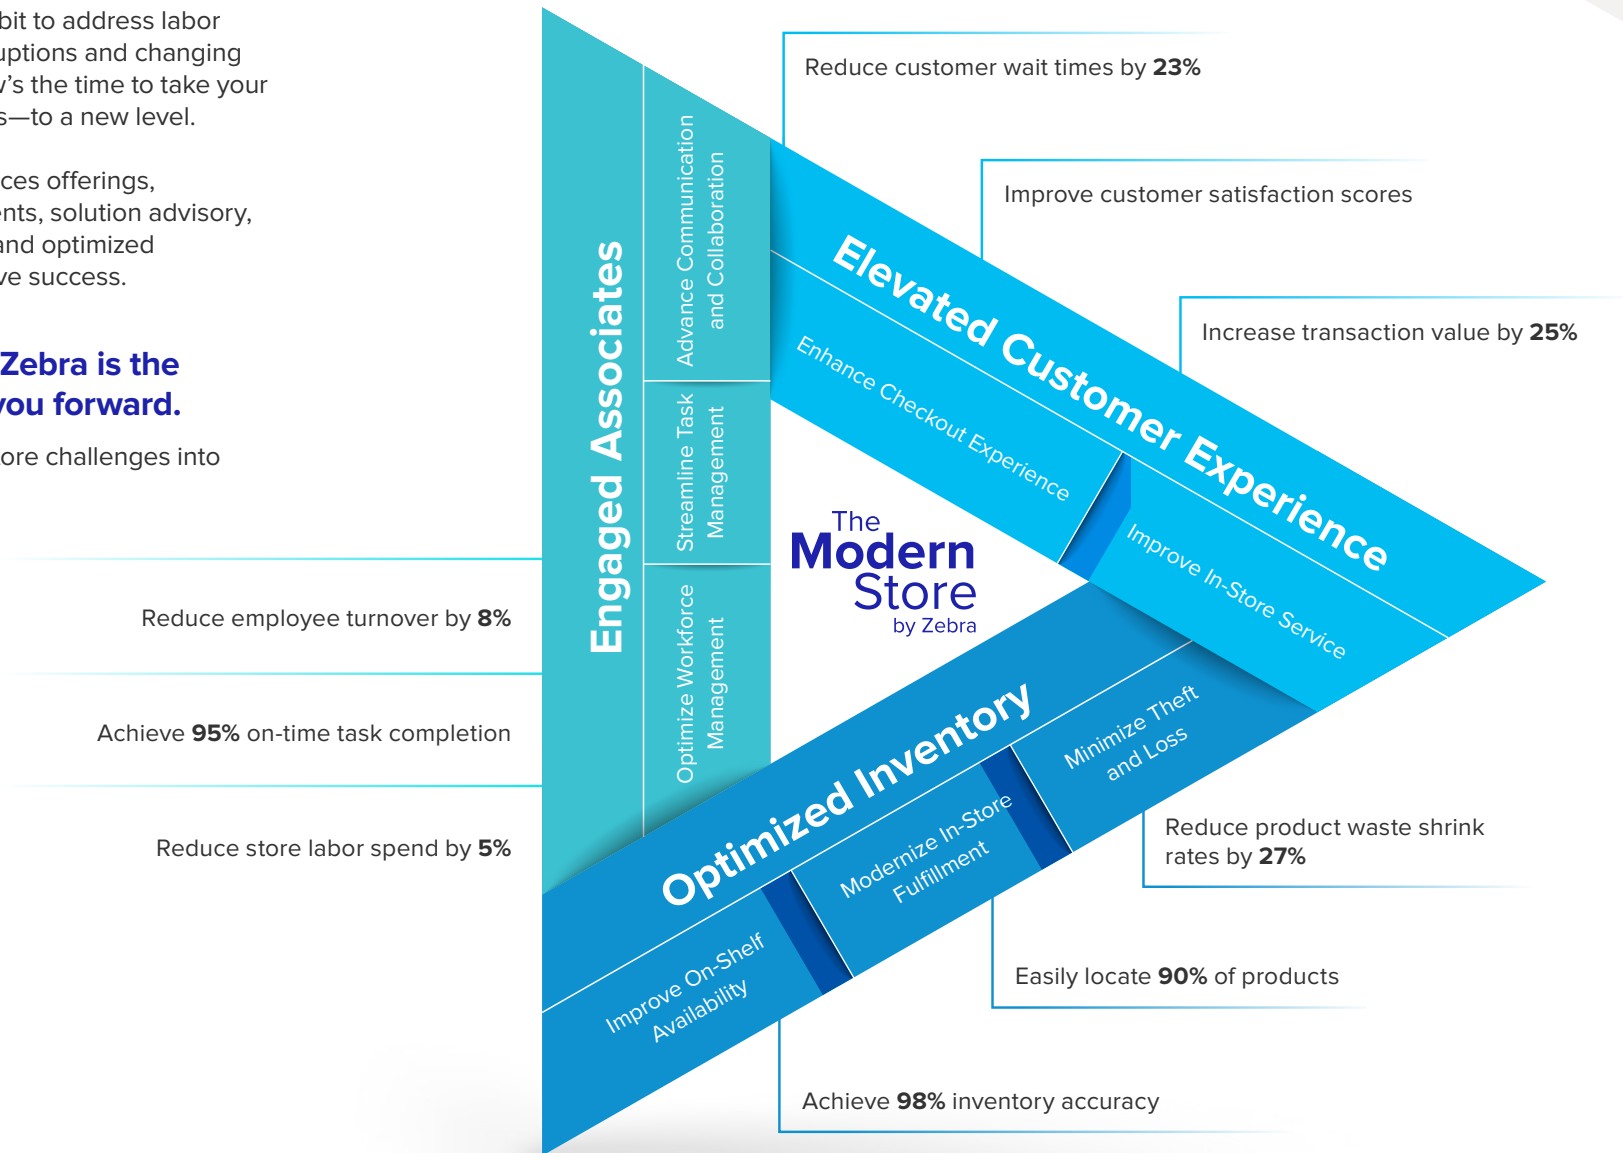 bit to address labor
uptions and changing
's the time to take your
s—to a new level.
ces offerings,
ents, solution advisory,
and optimized
ve success.
Zebra is the
you forward.
ore challenges into
Reduce employee turnover by 8%
Achieve 95% on-time task completion
Reduce store labor spend by 5%
Engaged Associates
Advance Communication
and Collaboration
Streamline Task
Management
Optimize Workforce
Management
Reduce customer wait times by 23%
Improve customer satisfaction scores
Increase transaction value by 25%
Elevated Customer Experience
Enhance Checkout Experience
Improve In-Store Service
The
Modern
Store
by Zebra
Optimized Inventory
Improve On-Shelf
Availability
Modernize In-Store
Fulfillment
Minimize Theft
and Loss
Reduce product waste shrink
rates by 27%
Easily locate 90% of products
Achieve 98% inventory accuracy